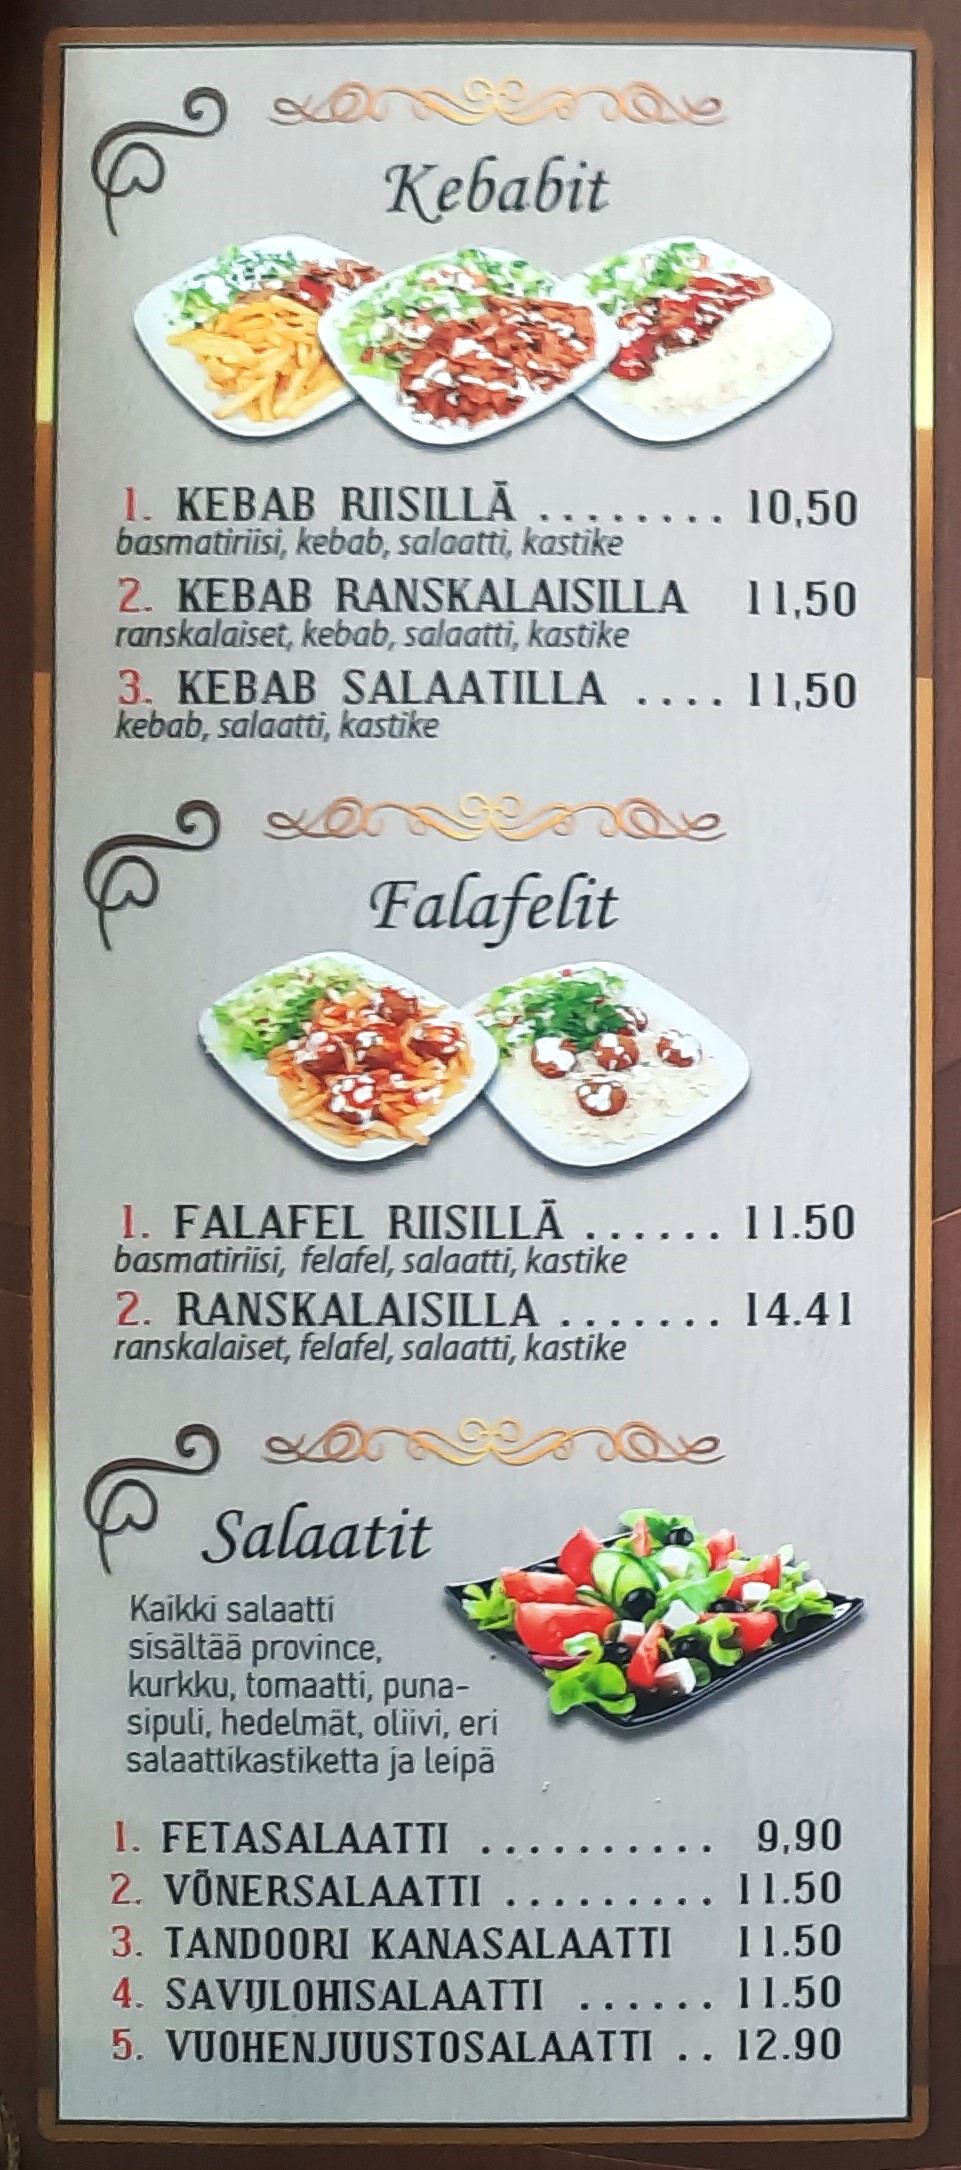 Kebabit
1. KEBAB RIISILLÄ ........ 10,50
basmatiriisi, kebab, salaatti, kastike
2. KEBAB RANSKALAISILLA 11,50
ranskalaiset, kebab, salaatti, kastike
3. KEBAB SALAATILLA .... 11,50
kebab, salaatti, kastike
Falafelit
1. FALAFEL RIISILLÄ ...... 11.50
basmatiriisi, felafel, salaatti, kastike
2. RANSKALAISILLA ....... 14.41
ranskalaiset, felafel, salaatti, kastike
Salaatit
Kaikki salaatti
sisältää province,
kurkku, tomaatti, puna-
sipuli, hedelmät, oliivi, eri
salaattikastiketta ja leipä
1. FETASALAATTI .......... 9,90
2. VÖNERSALAATTI ......... 11.50
3. TANDOORI KANASALAATTI 11.50
4. SAVULOHISALAATTI ...... 11.50
5. VUOHENJUUSTOSALAATTI .. 12.90